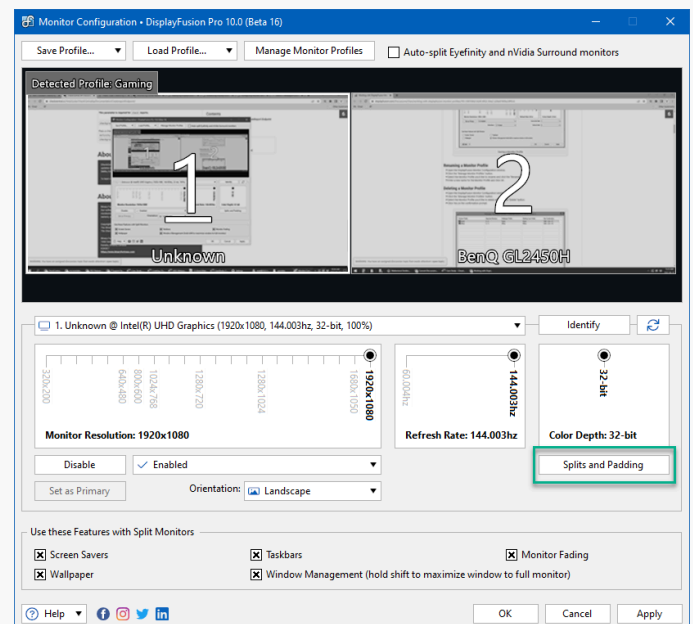 Monitor Configuration • DisplayFusion Pro 10.0 (Beta 16)
Save Profile... Load Profile... Manage Monitor Profiles Auto-split Eyefinity and nVidia Surround monitors
Detected Profile: Gaming
1 2
Unknown BenQ GL2450H
1. Unknown @ Intel(R) UHD Graphics (1920x1080, 144.003hz, 32-bit, 100%) Identify
320x200 640x480 800x600 1024x768 1280x720 1280x1024 1680x1050 1920x1080 60.004hz 144.003hz 32-bit
Monitor Resolution: 1920x1080 Refresh Rate: 144.003hz Color Depth: 32-bit
Disable Enabled Splits and Padding
Set as Primary Orientation: Landscape
Use these Features with Split Monitors
Screen Savers Taskbars Monitor Fading
Wallpaper Window Management (hold shift to maximize window to full monitor)
Help OK Cancel Apply